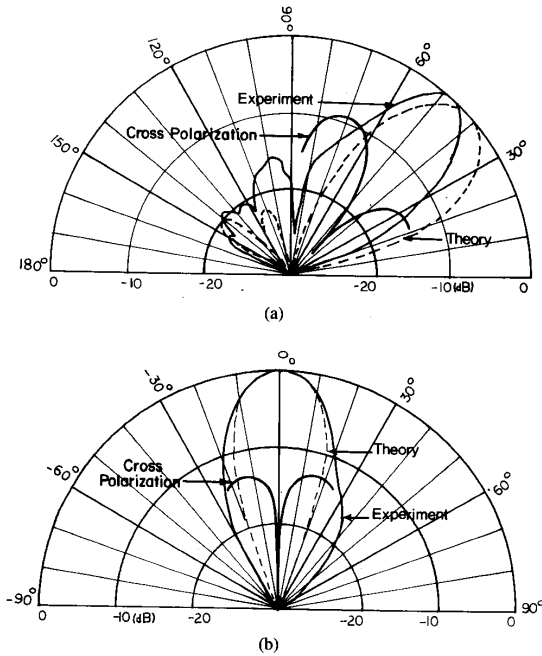 90°
120°
60°
Experiment
Cross Polarization
150°
30°
Theory
180°
0 -10 -20 -20 -10(dB) 0
(a)
0°
-30°
30°
Theory
Cross
Polarization
-60°
60°
Experiment
-90°
90°
0 -10(dB) -20 -20 -10 0
(b)